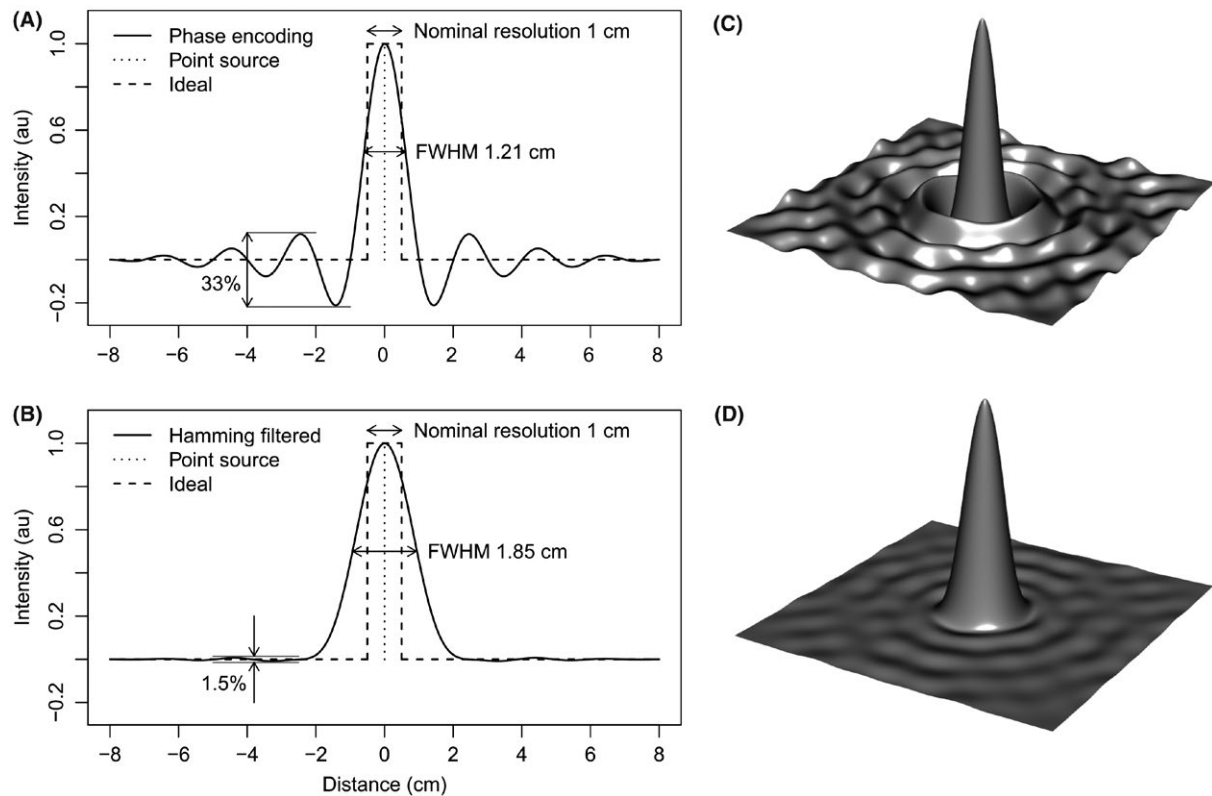 (A)
Phase encoding
Point source
Ideal
Nominal resolution 1 cm
FWHM 1.21 cm
33%
Intensity (au)
1.0
0.6
0.2
−0.2
−8 −6 −4 −2 0 2 4 6 8
(C)
(B)
Hamming filtered
Point source
Ideal
Nominal resolution 1 cm
FWHM 1.85 cm
1.5%
Intensity (au)
1.0
0.6
0.2
−0.2
−8 −6 −4 −2 0 2 4 6 8
Distance (cm)
(D)